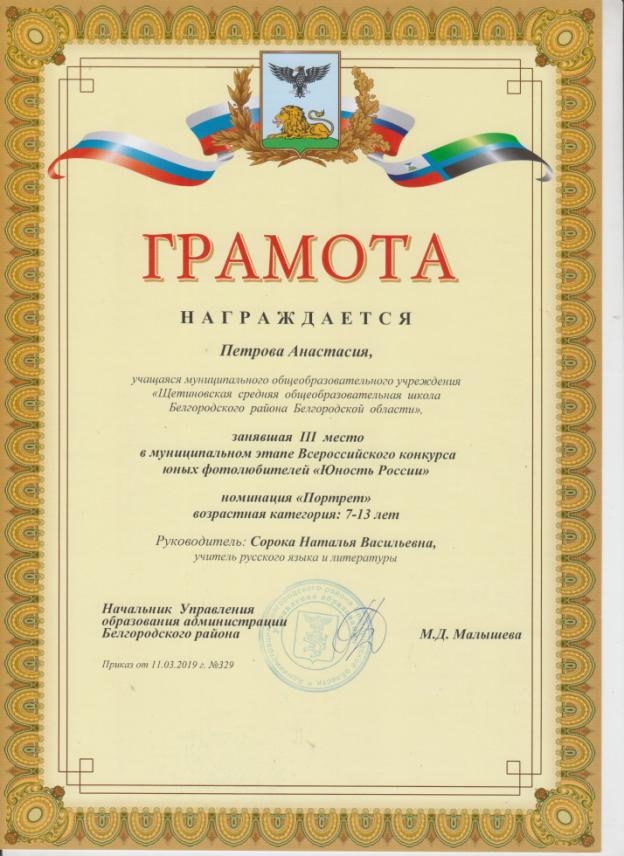 ГРАМОТА
НАГРАЖДАЕТСЯ
Петрова Анастасия,
учащаяся муниципального общеобразовательного учреждения
«Щетиновская средняя общеобразовательная школа
Белгородского района Белгородской области»,
занявшая III место
в муниципальном этапе Всероссийского конкурса
юных фотолюбителей «Юность России»
номинация «Портрет»
возрастная категория: 7-13 лет
Руководитель: Сорока Наталья Васильевна,
учитель русского языка и литературы
Начальник Управления
образования администрации
Белгородского района
М.Д. Малышева
Приказ от 11.03.2019 г. №329